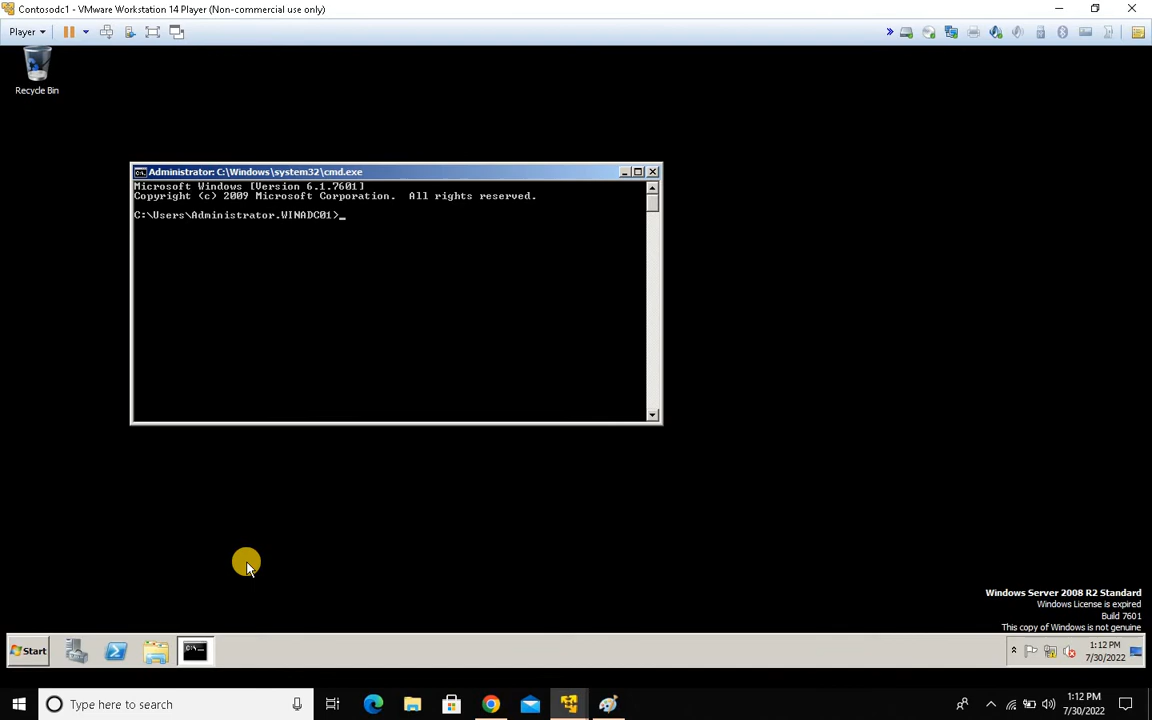 Contosodc1 - VMware Workstation 14 Player (Non-commercial use only)
Player
Recycle Bin
Administrator: C:\Windows\system32\cmd.exe
Microsoft Windows [Version 6.1.7601]
Copyright (c) 2009 Microsoft Corporation.  All rights reserved.
C:\Users\Administrator.WINADC01>_
Windows Server 2008 R2 Standard
Windows License is expired
Build 7601
This copy of Windows is not genuine
Start
1:12 PM
7/30/2022
Type here to search
1:12 PM
7/30/2022